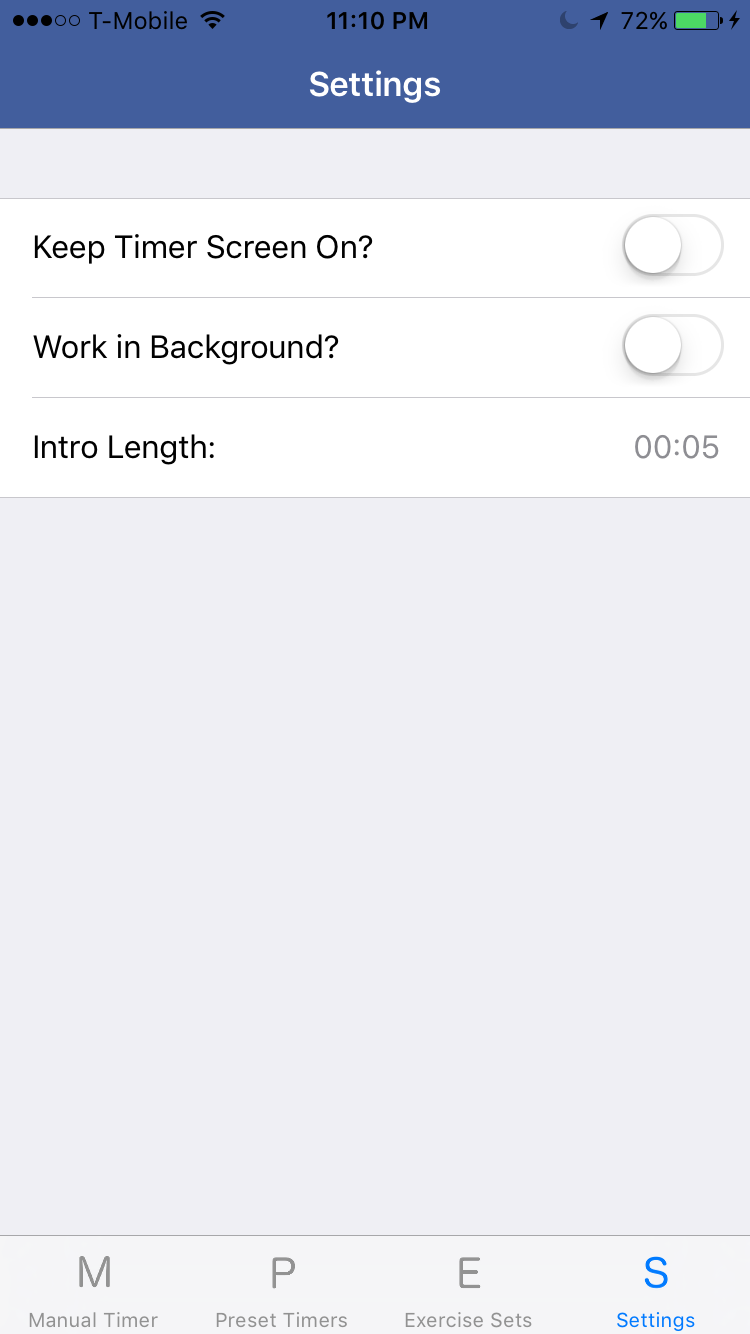 T-Mobile 11:10 PM 72%
Settings
Keep Timer Screen On?
Work in Background?
Intro Length: 00:05
M P E S
Manual Timer Preset Timers Exercise Sets Settings